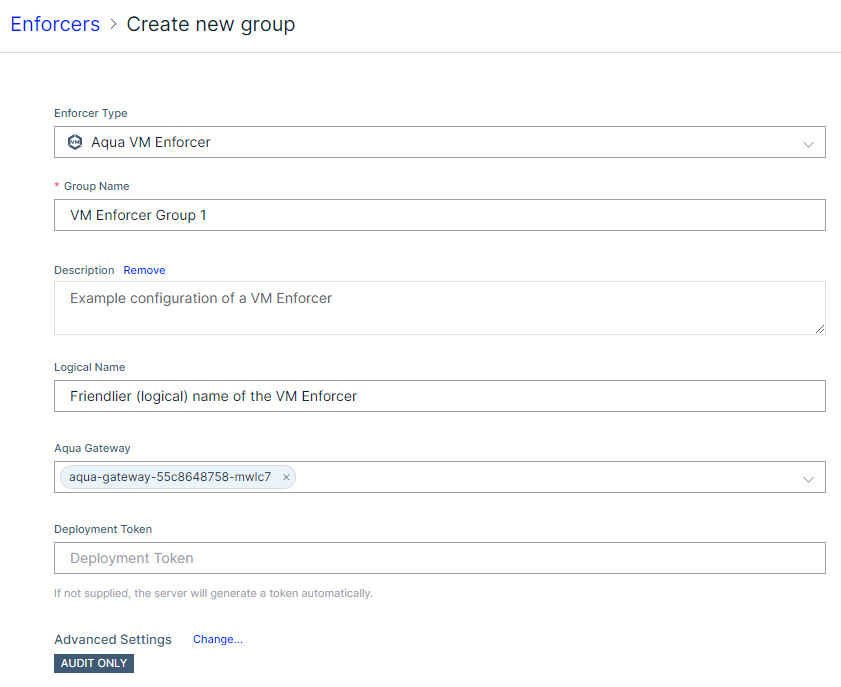 Enforcers > Create new group
Enforcer Type
VM Aqua VM Enforcer
* Group Name
VM Enforcer Group 1
Description Remove
Example configuration of a VM Enforcer
Logical Name
Friendlier (logical) name of the VM Enforcer
Aqua Gateway
aqua-gateway-55c8648758-mwlc7 ×
Deployment Token
Deployment Token
If not supplied, the server will generate a token automatically.
Advanced Settings Change...
AUDIT ONLY